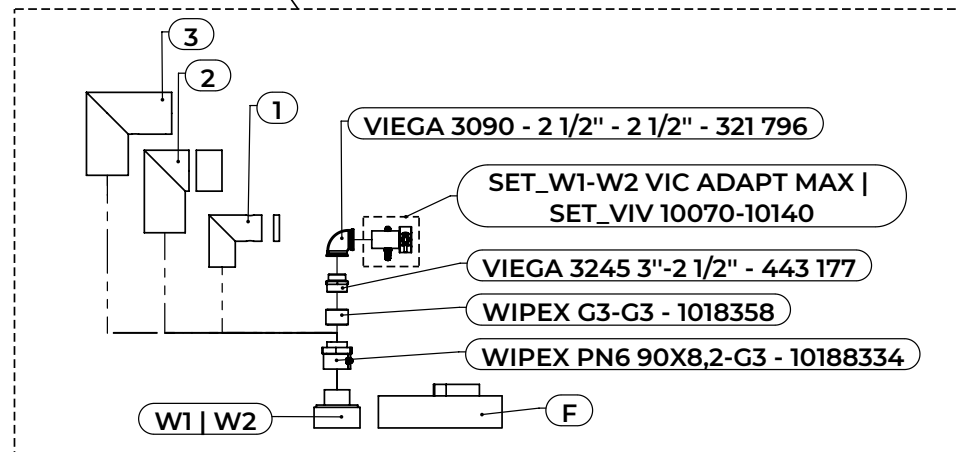 3
2
1
VIEGA 3090 - 2 1/2" - 2 1/2" - 321 796
SET_W1-W2 VIC ADAPT MAX |
SET_VIV 10070-10140
VIEGA 3245 3"-2 1/2" - 443 177
WIPEX G3-G3 - 1018358
WIPEX PN6 90X8,2-G3 - 10188334
W1 | W2
F